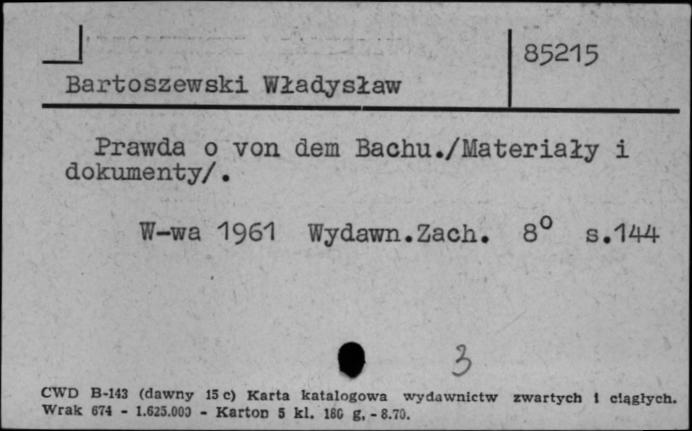 85215
Bartoszewski Władysław
Prawda o von dem Bachu./Materiały i
dokumenty/.
W-wa 1961 Wydawn.Zach. 8° s.144
3
CWD B-143 (dawny 15 c) Karta katalogowa wydawnictw zwartych i ciągłych.
Wrak 674 - 1.625.000 - Karton 5 kl. 180 g, - 8.70.